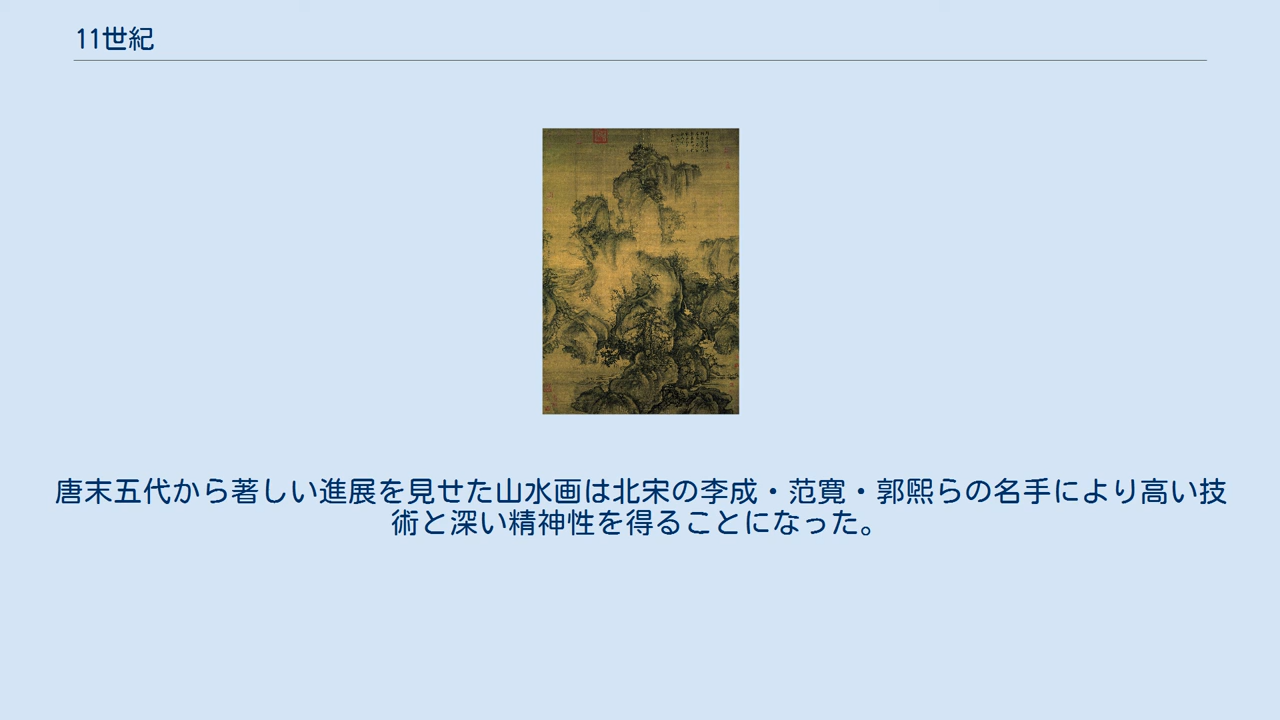 11世紀
唐末五代から著しい進展を見せた山水画は北宋の李成・范寛・郭煕らの名手により高い技
術と深い精神性を得ることになった。